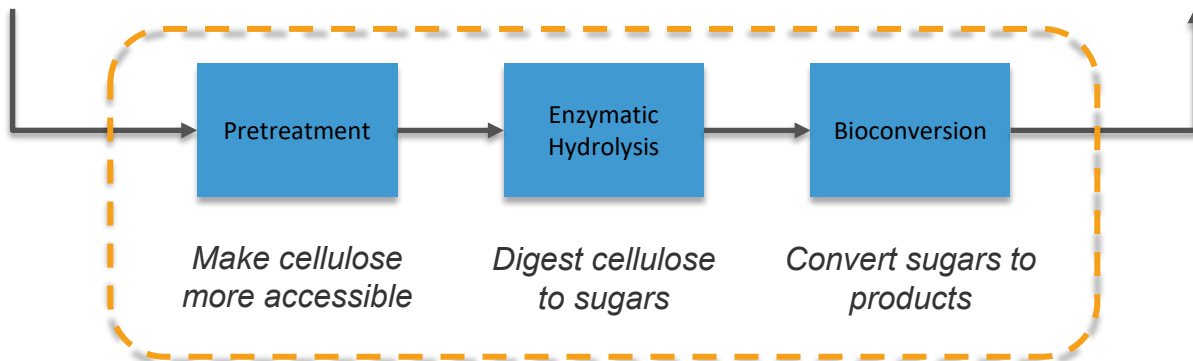 Pretreatment
Enzymatic
Hydrolysis
Bioconversion
Make cellulose
more accessible
Digest cellulose
to sugars
Convert sugars to
products